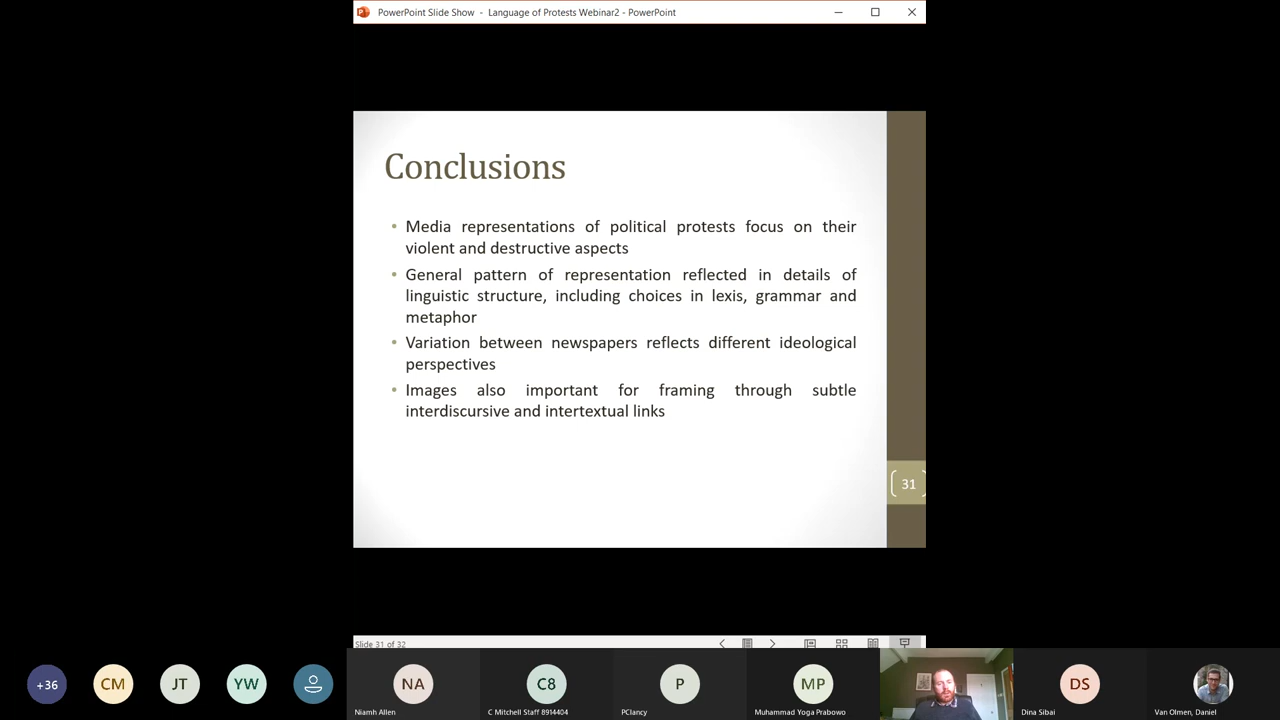 PowerPoint Slide Show - Language of Protests Webinar2 - PowerPoint
Conclusions
• Media representations of political protests focus on their
violent and destructive aspects
• General pattern of representation reflected in details of
linguistic structure, including choices in lexis, grammar and
metaphor
• Variation between newspapers reflects different ideological
perspectives
• Images also important for framing through subtle
interdiscursive and intertextual links
31
Slide 31 of 32
+36
CM
JT
YW
NA
C8
P
MP
DS
Niamh Allen
C Mitchell Staff 8914404
PClancy
Muhammad Yoga Prabowo
Dina Sibai
Van Olmen, Daniel